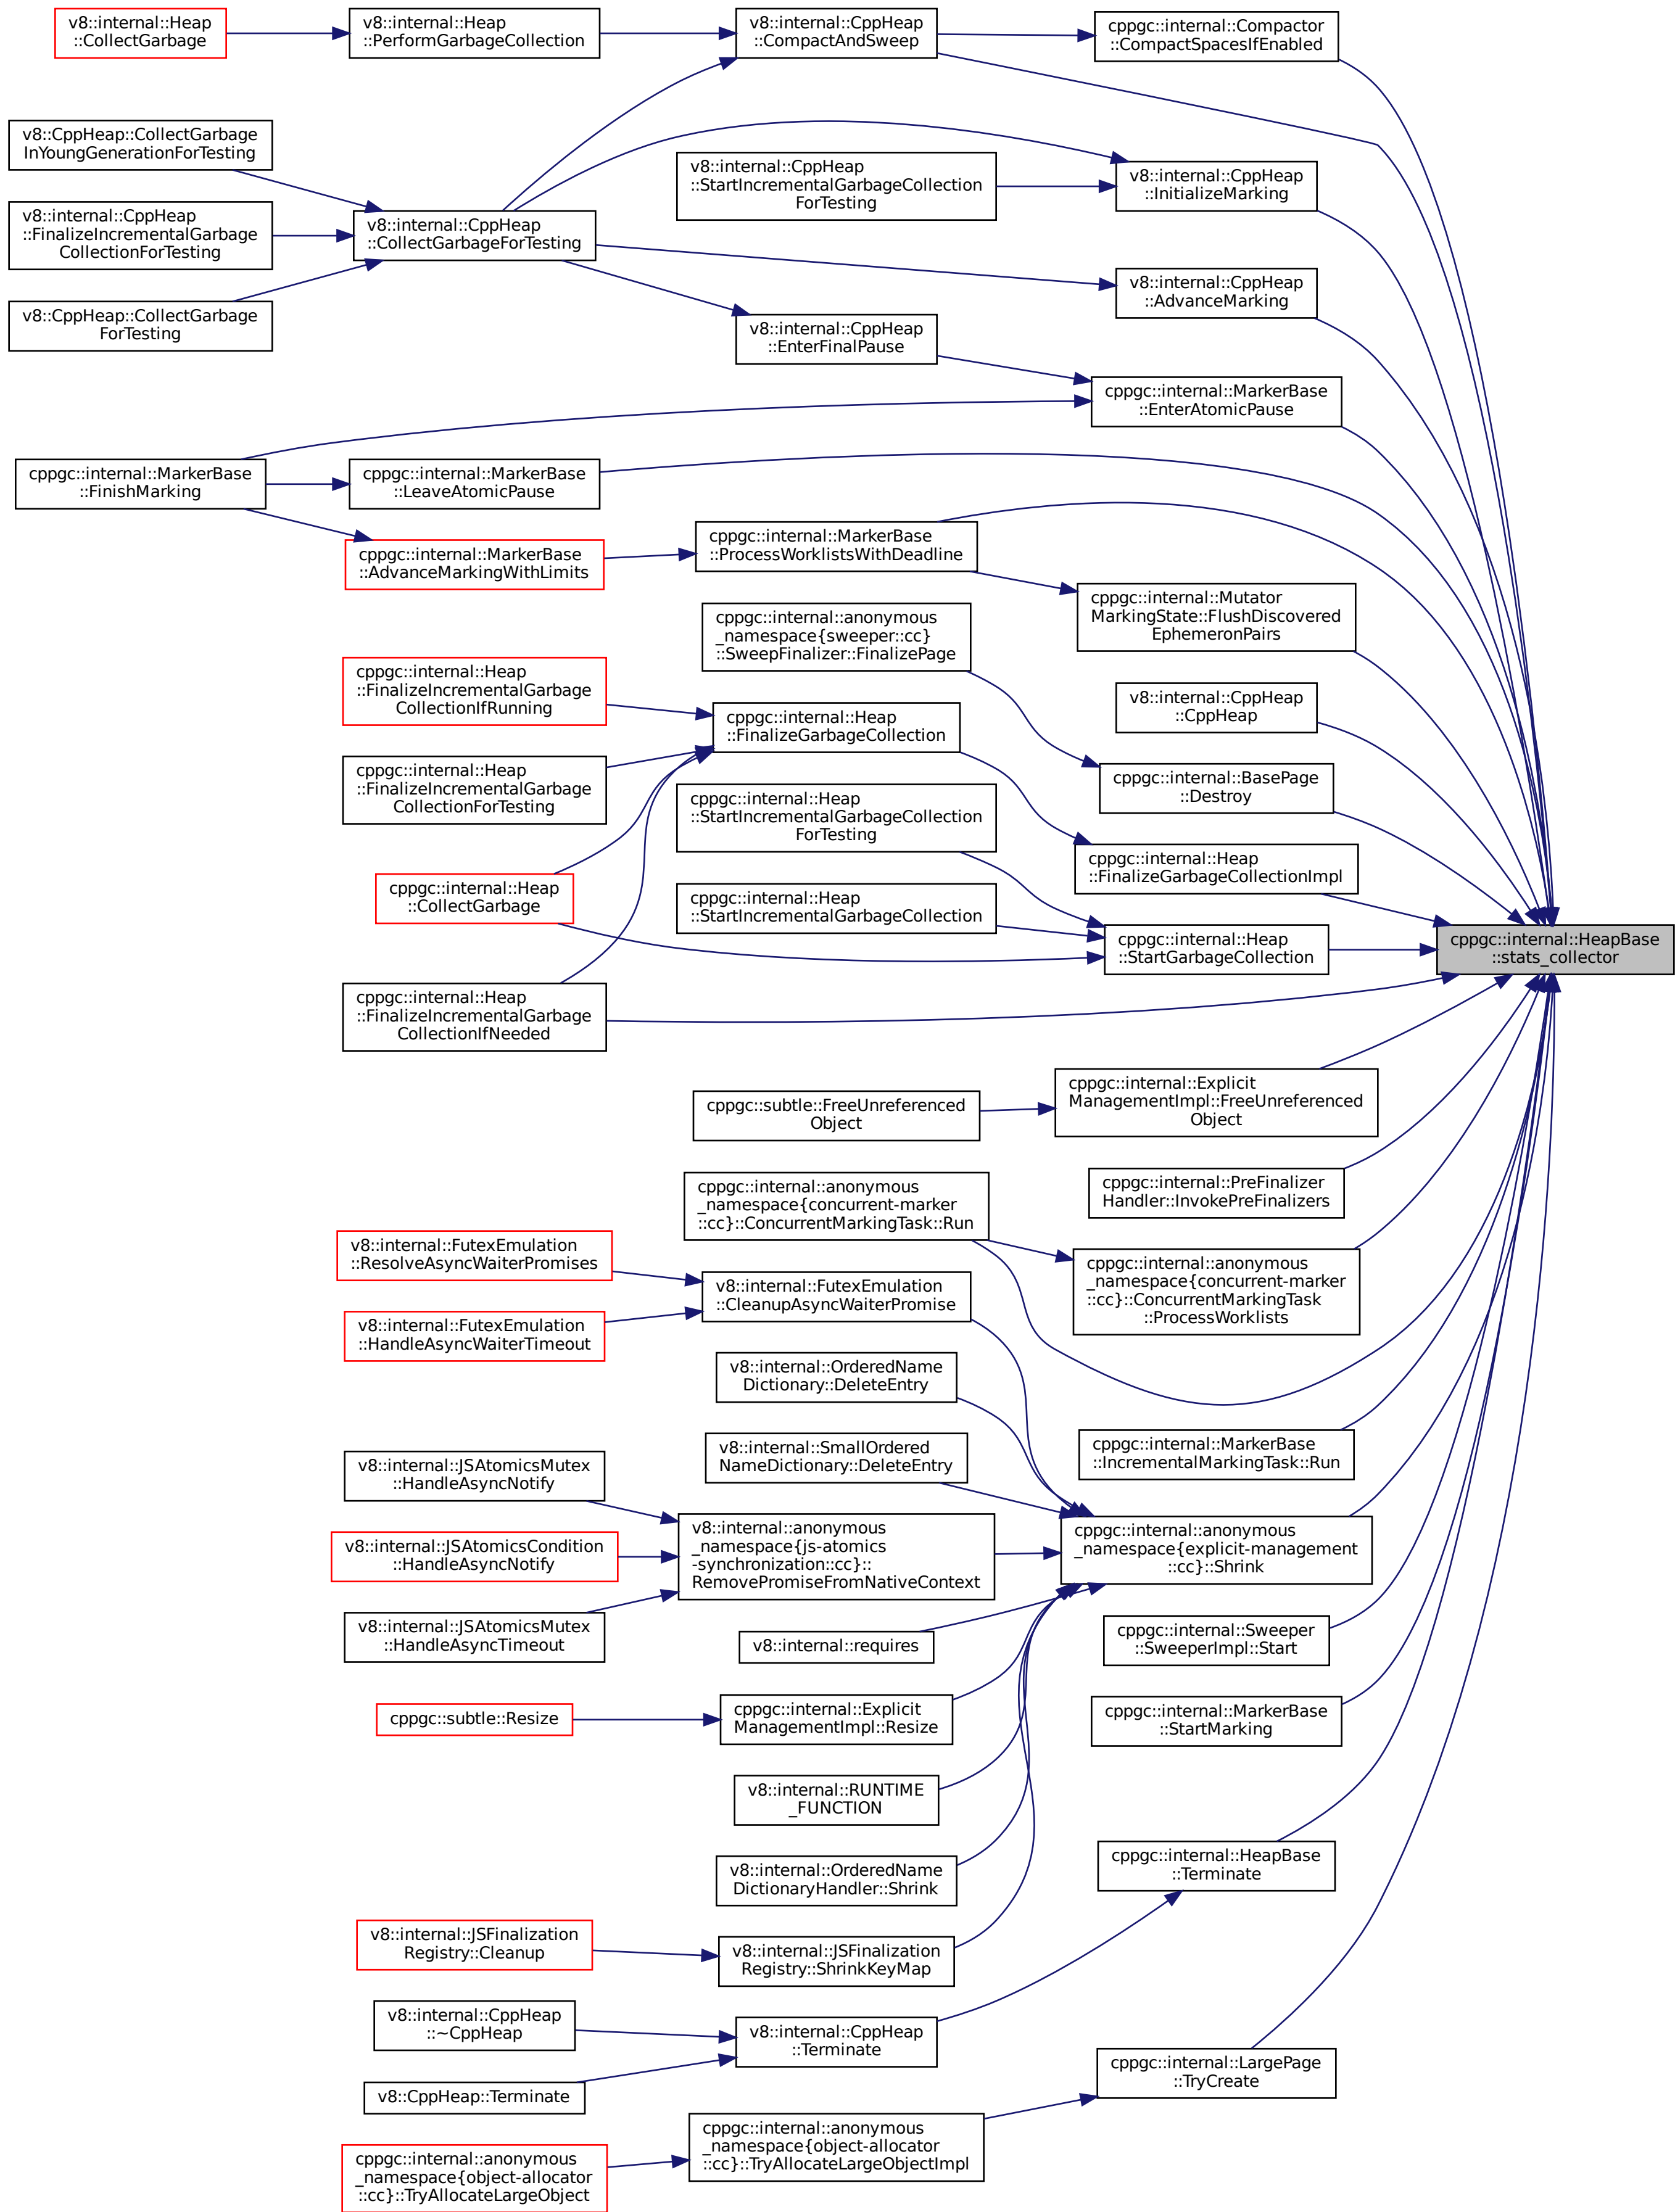 v8::internal::Heap
::CollectGarbage
v8::internal::Heap
::PerformGarbageCollection
v8::internal::CppHeap
::CompactAndSweep
cppgc::internal::Compactor
::CompactSpacesIfEnabled
v8::CppHeap::CollectGarbage
InYoungGenerationForTesting
v8::internal::CppHeap
::StartIncrementalGarbageCollection
ForTesting
v8::internal::CppHeap
::InitializeMarking
v8::internal::CppHeap
::FinalizeIncrementalGarbage
CollectionForTesting
v8::internal::CppHeap
::CollectGarbageForTesting
v8::internal::CppHeap
::AdvanceMarking
v8::CppHeap::CollectGarbage
ForTesting
v8::internal::CppHeap
::EnterFinalPause
cppgc::internal::MarkerBase
::EnterAtomicPause
cppgc::internal::MarkerBase
::FinishMarking
cppgc::internal::MarkerBase
::LeaveAtomicPause
cppgc::internal::MarkerBase
::AdvanceMarkingWithLimits
cppgc::internal::MarkerBase
::ProcessWorklistsWithDeadline
cppgc::internal::Mutator
MarkingState::FlushDiscovered
EphemeronPairs
cppgc::internal::anonymous
_namespace{sweeper::cc}
::SweepFinalizer::FinalizePage
cppgc::internal::Heap
::FinalizeIncrementalGarbage
CollectionIfRunning
cppgc::internal::Heap
::FinalizeGarbageCollection
v8::internal::CppHeap
::CppHeap
cppgc::internal::Heap
::FinalizeIncrementalGarbage
CollectionForTesting
cppgc::internal::BasePage
::Destroy
cppgc::internal::Heap
::StartIncrementalGarbageCollection
ForTesting
cppgc::internal::Heap
::FinalizeGarbageCollectionImpl
cppgc::internal::Heap
::CollectGarbage
cppgc::internal::Heap
::StartIncrementalGarbageCollection
cppgc::internal::Heap
::StartGarbageCollection
cppgc::internal::HeapBase
::stats_collector
cppgc::internal::Heap
::FinalizeIncrementalGarbage
CollectionIfNeeded
cppgc::subtle::FreeUnreferenced
Object
cppgc::internal::Explicit
ManagementImpl::FreeUnreferenced
Object
cppgc::internal::PreFinalizer
Handler::InvokePreFinalizers
cppgc::internal::anonymous
_namespace{concurrent-marker
::cc}::ConcurrentMarkingTask::Run
cppgc::internal::anonymous
_namespace{concurrent-marker
::cc}::ConcurrentMarkingTask
::ProcessWorklists
v8::internal::FutexEmulation
::ResolveAsyncWaiterPromises
v8::internal::FutexEmulation
::CleanupAsyncWaiterPromise
v8::internal::FutexEmulation
::HandleAsyncWaiterTimeout
v8::internal::OrderedName
Dictionary::DeleteEntry
v8::internal::SmallOrdered
NameDictionary::DeleteEntry
cppgc::internal::MarkerBase
::IncrementalMarkingTask::Run
v8::internal::JSAtomicsMutex
::HandleAsyncNotify
v8::internal::JSAtomicsCondition
::HandleAsyncNotify
v8::internal::JSAtomicsMutex
::HandleAsyncTimeout
v8::internal::anonymous
_namespace{js-atomics
-synchronization::cc}::
RemovePromiseFromNativeContext
cppgc::internal::anonymous
_namespace{explicit-management
::cc}::Shrink
v8::internal::requires
cppgc::internal::Sweeper
::SweeperImpl::Start
cppgc::subtle::Resize
cppgc::internal::Explicit
ManagementImpl::Resize
cppgc::internal::MarkerBase
::StartMarking
v8::internal::RUNTIME
_FUNCTION
v8::internal::OrderedName
DictionaryHandler::Shrink
cppgc::internal::HeapBase
::Terminate
v8::internal::JSFinalization
Registry::Cleanup
v8::internal::JSFinalization
Registry::ShrinkKeyMap
v8::internal::CppHeap
::~CppHeap
v8::internal::CppHeap
::Terminate
v8::CppHeap::Terminate
cppgc::internal::LargePage
::TryCreate
cppgc::internal::anonymous
_namespace{object-allocator
::cc}::TryAllocateLargeObject
cppgc::internal::anonymous
_namespace{object-allocator
::cc}::TryAllocateLargeObjectImpl